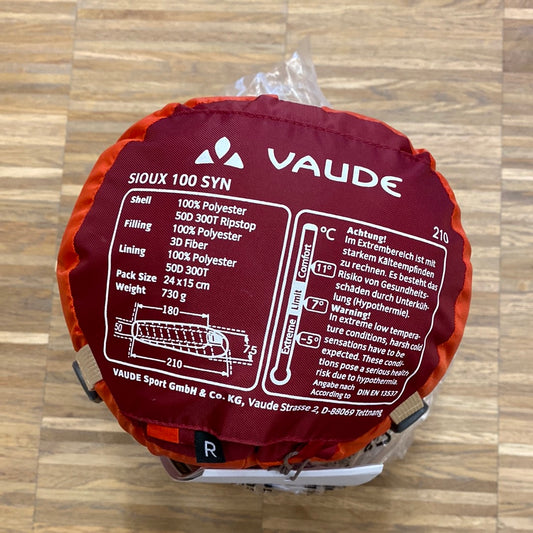 VAUDE
SIOUX 100 SYN
Shell 100% Polyester
50D 300T Ripstop
Filling 100% Polyester
3D Fiber
Lining 100% Polyester
50D 300T
Pack Size 24 x 15 cm
Weight 730 g
180
50
75
210
°C
Comfort
Limit
Extreme
11°
7°
-5°
Achtung!
Im Extrembereich ist mit
starkem Kälteempfinden
zu rechnen. Es besteht das
Risiko von Gesundheits-
schäden durch Unterküh-
lung (Hypothermie).
Warning!
In extreme low tempera-
ture conditions, harsh cold
sensations have to be
expected. These condi-
tions pose a serious health
risk due to hypothermia.
Angabe nach
According to DIN EN 13537
210
VAUDE Sport GmbH & Co. KG, Vaude Strasse 2, D-88069 Tettnang
R